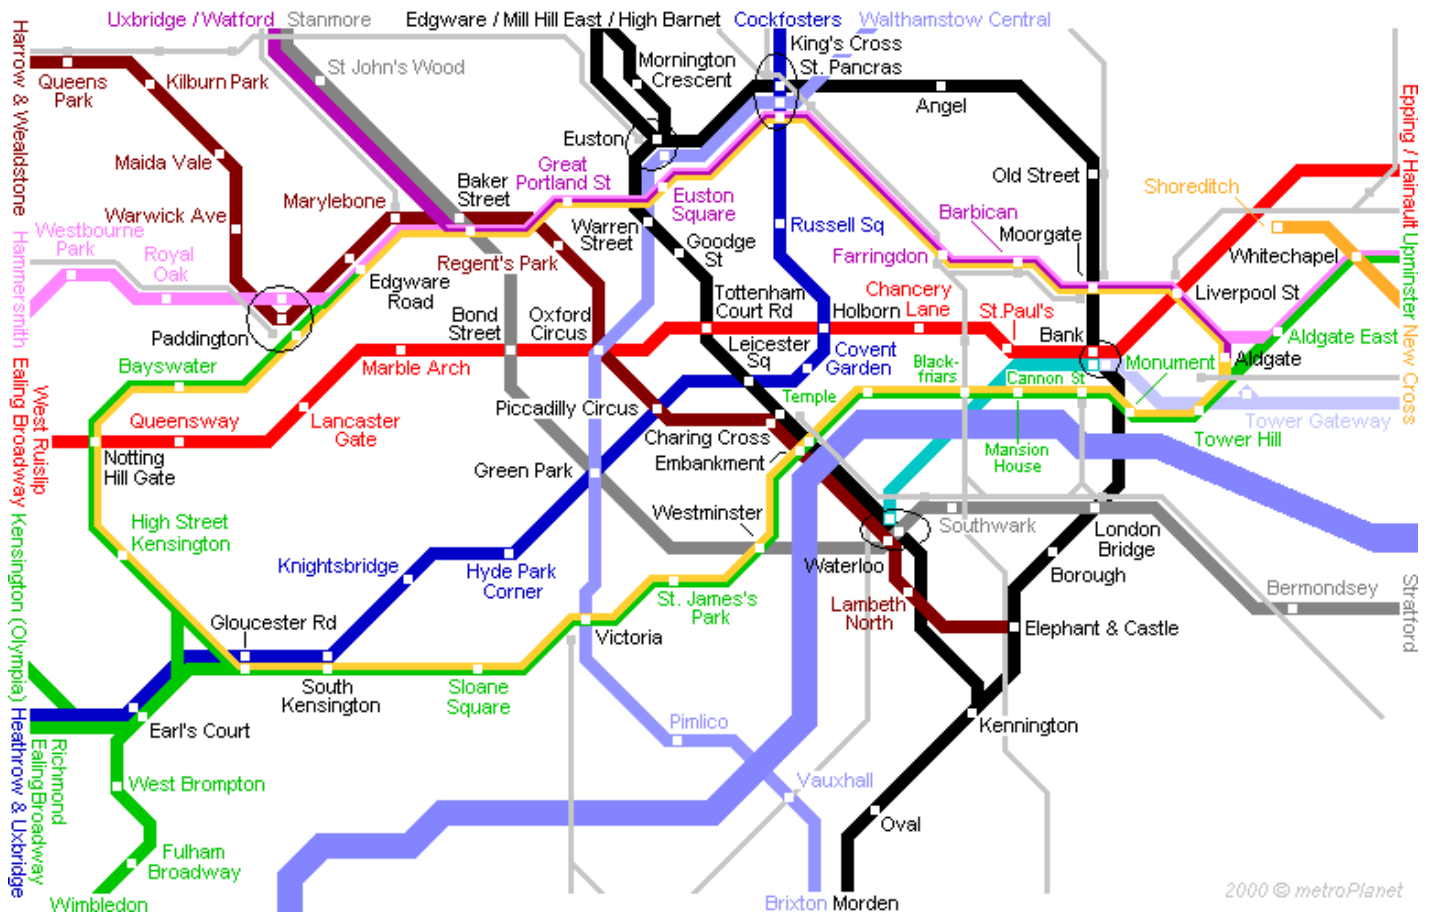 Uxbridge / Watford
Stanmore
Edgware / Mill Hill East / High Barnet
Cockfosters
Walthamstow Central
Harrow & Wealdstone
Hammersmith
Ealing Broadway
West Ruislip
Kensington (Olympia)
Heathrow & Uxbridge
Richmond
Ealing Broadway
Wimbledon
Epping / Hainault
Upminster
New Cross
Stratford
Queens
Park
Kilburn Park
St John's Wood
Mornington
Crescent
King's Cross
St. Pancras
Angel
Euston
Maida Vale
Great
Portland St
Baker
Street
Marylebone
Warwick Ave
Westbourne
Park
Royal
Oak
Euston
Square
Warren
Street
Goodge
St
Russell Sq
Old Street
Shoreditch
Barbican
Moorgate
Farringdon
Whitechapel
Liverpool St
Regent's Park
Edgware
Road
Paddington
Bond
Street
Oxford
Circus
Tottenham
Court Rd
Holborn
Chancery
Lane
St.Paul's
Bank
Aldgate East
Aldgate
Monument
Bayswater
Marble Arch
Leicester
Sq
Covent
Garden
Black-
friars
Cannon St
Temple
Queensway
Lancaster
Gate
Piccadilly Circus
Charing Cross
Embankment
Mansion
House
Tower Gateway
Tower Hill
Notting
Hill Gate
Green Park
High Street
Kensington
Westminster
Southwark
London
Bridge
Knightsbridge
Hyde Park
Corner
Waterloo
Borough
Bermondsey
St. James's
Park
Lambeth
North
Gloucester Rd
Victoria
Elephant & Castle
South
Kensington
Sloane
Square
Earl's Court
Pimlico
Kennington
West Brompton
Vauxhall
Oval
Fulham
Broadway
Brixton
Morden
2000 © metroPlanet